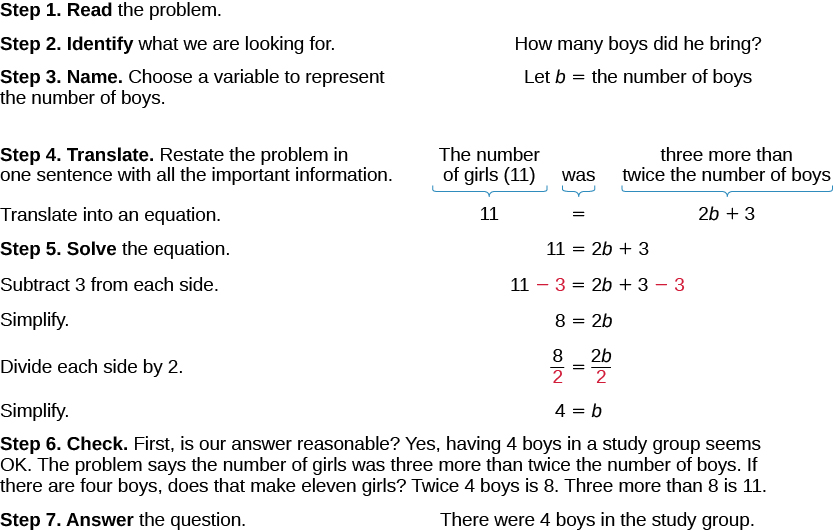 Step 1. Read the problem.
Step 2. Identify what we are looking for. How many boys did he bring?
Step 3. Name. Choose a variable to represent Let b = the number of boys
the number of boys.
Step 4. Translate. Restate the problem in The number three more than
one sentence with all the important information. of girls (11) was twice the number of boys
Translate into an equation. 11 = 2b + 3
Step 5. Solve the equation. 11 = 2b + 3
Subtract 3 from each side. 11 − 3 = 2b + 3 − 3
Simplify. 8 = 2b
Divide each side by 2. 8/2 = 2b/2
Simplify. 4 = b
Step 6. Check. First, is our answer reasonable? Yes, having 4 boys in a study group seems
OK. The problem says the number of girls was three more than twice the number of boys. If
there are four boys, does that make eleven girls? Twice 4 boys is 8. Three more than 8 is 11.
Step 7. Answer the question. There were 4 boys in the study group.